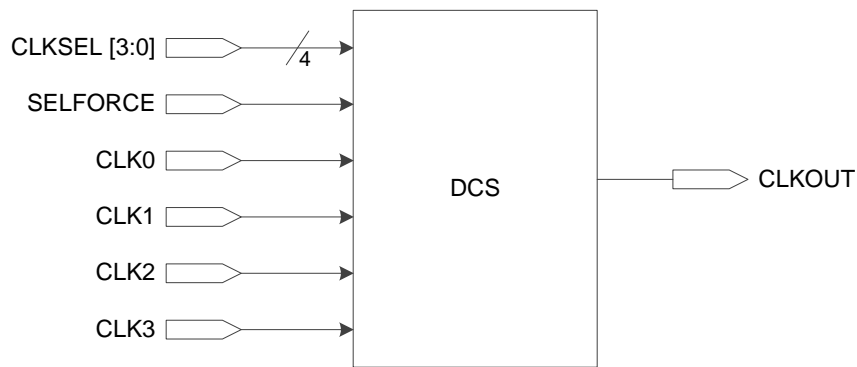 CLKSEL [3:0]
4
SELFORCE
CLK0
CLK1
CLK2
CLK3
DCS
CLKOUT